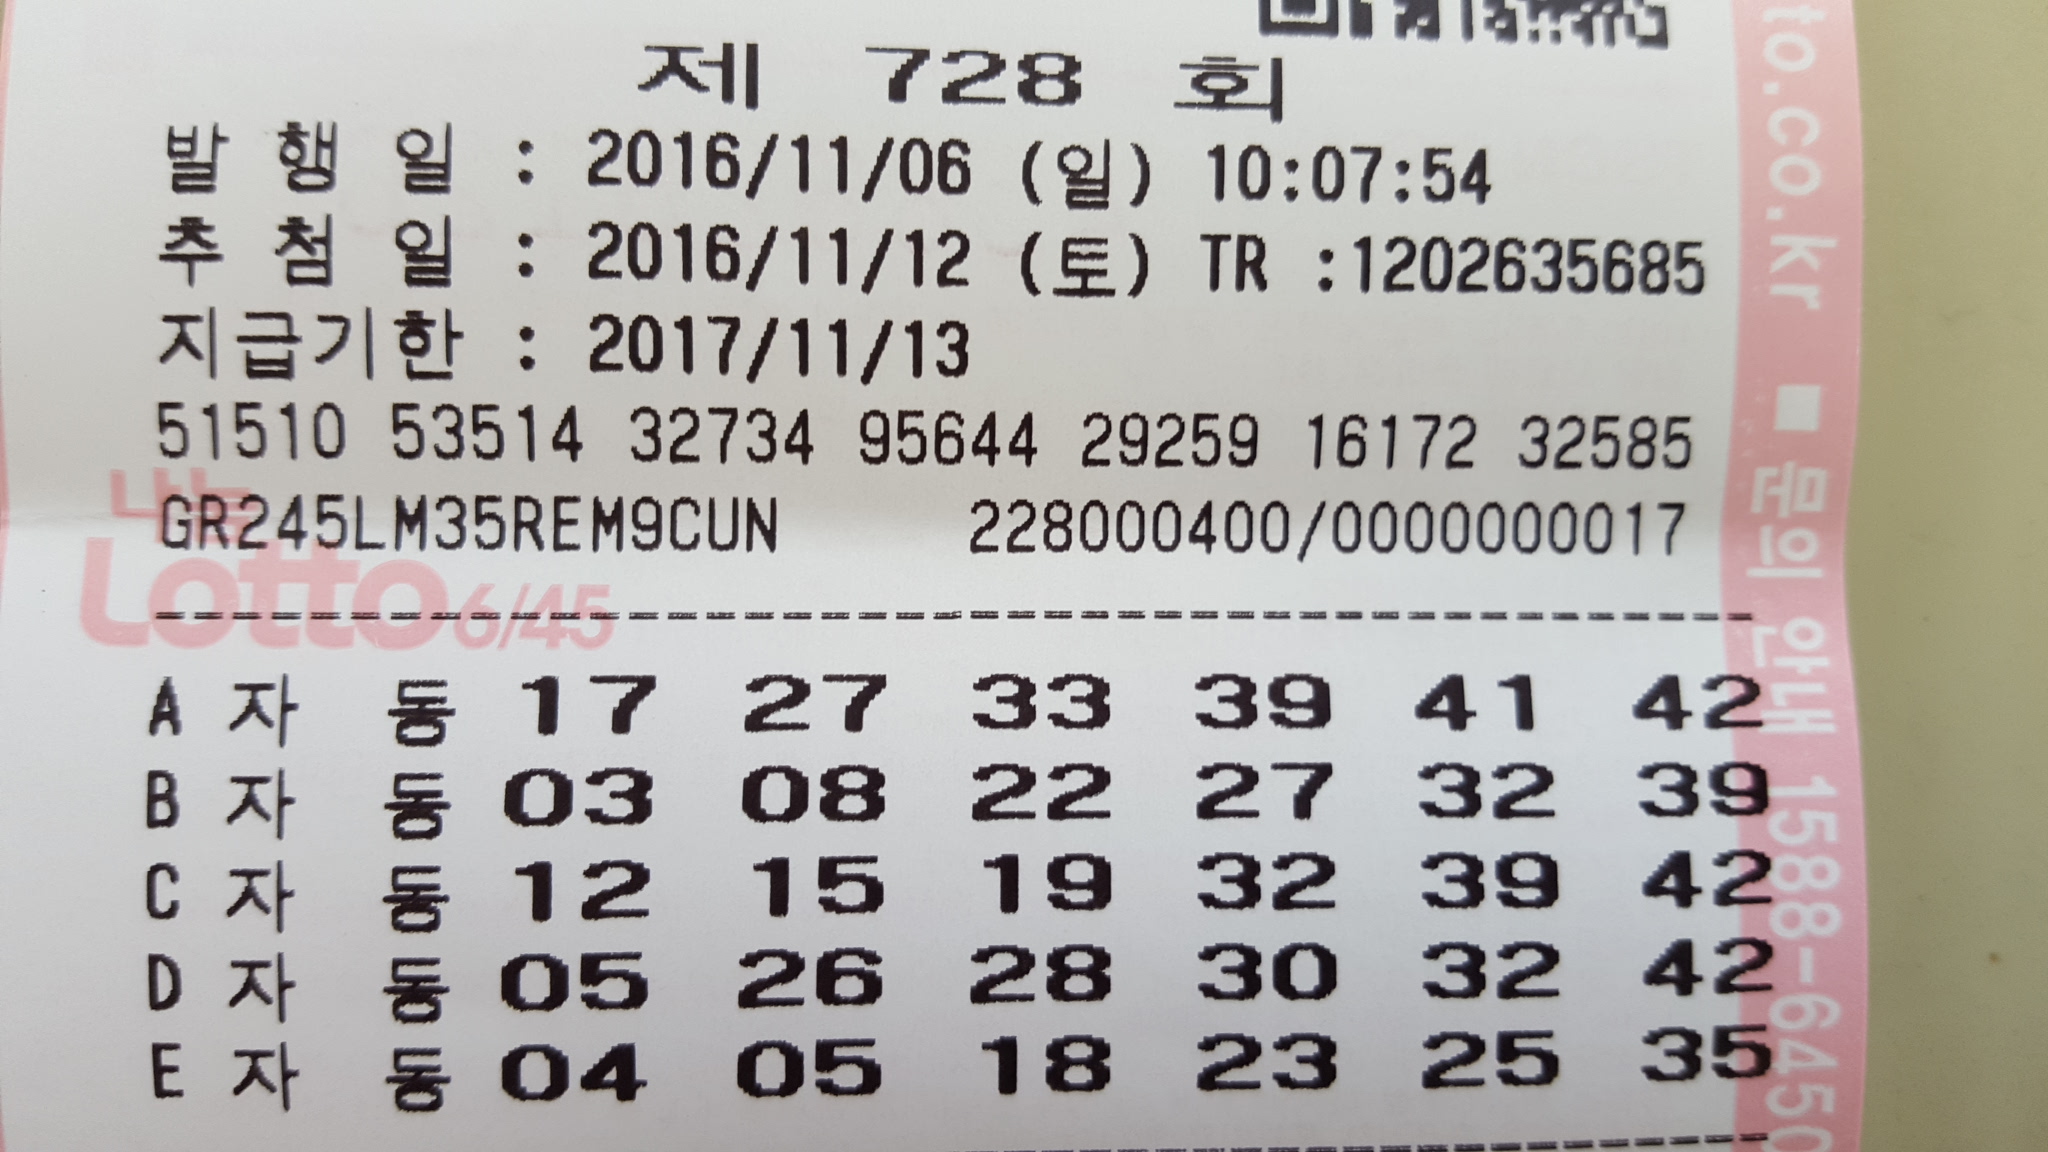 제 728 회
발 행 일 : 2016/11/06 (일) 10:07:54
추 첨 일 : 2016/11/12 (토) TR :1202635685
지급기한 : 2017/11/13
51510 53514 32734 95644 29259 16172 32585
GR245LM35REM9CUN 228000400/0000000017
나눔
Lotto 6/45
A 자 동 17 27 33 39 41 42
B 자 동 03 08 22 27 32 39
C 자 동 12 15 19 32 39 42
D 자 동 05 26 28 30 32 42
E 자 동 04 05 18 23 25 35
to.co.kr ■ 문의 안내 1588-6450